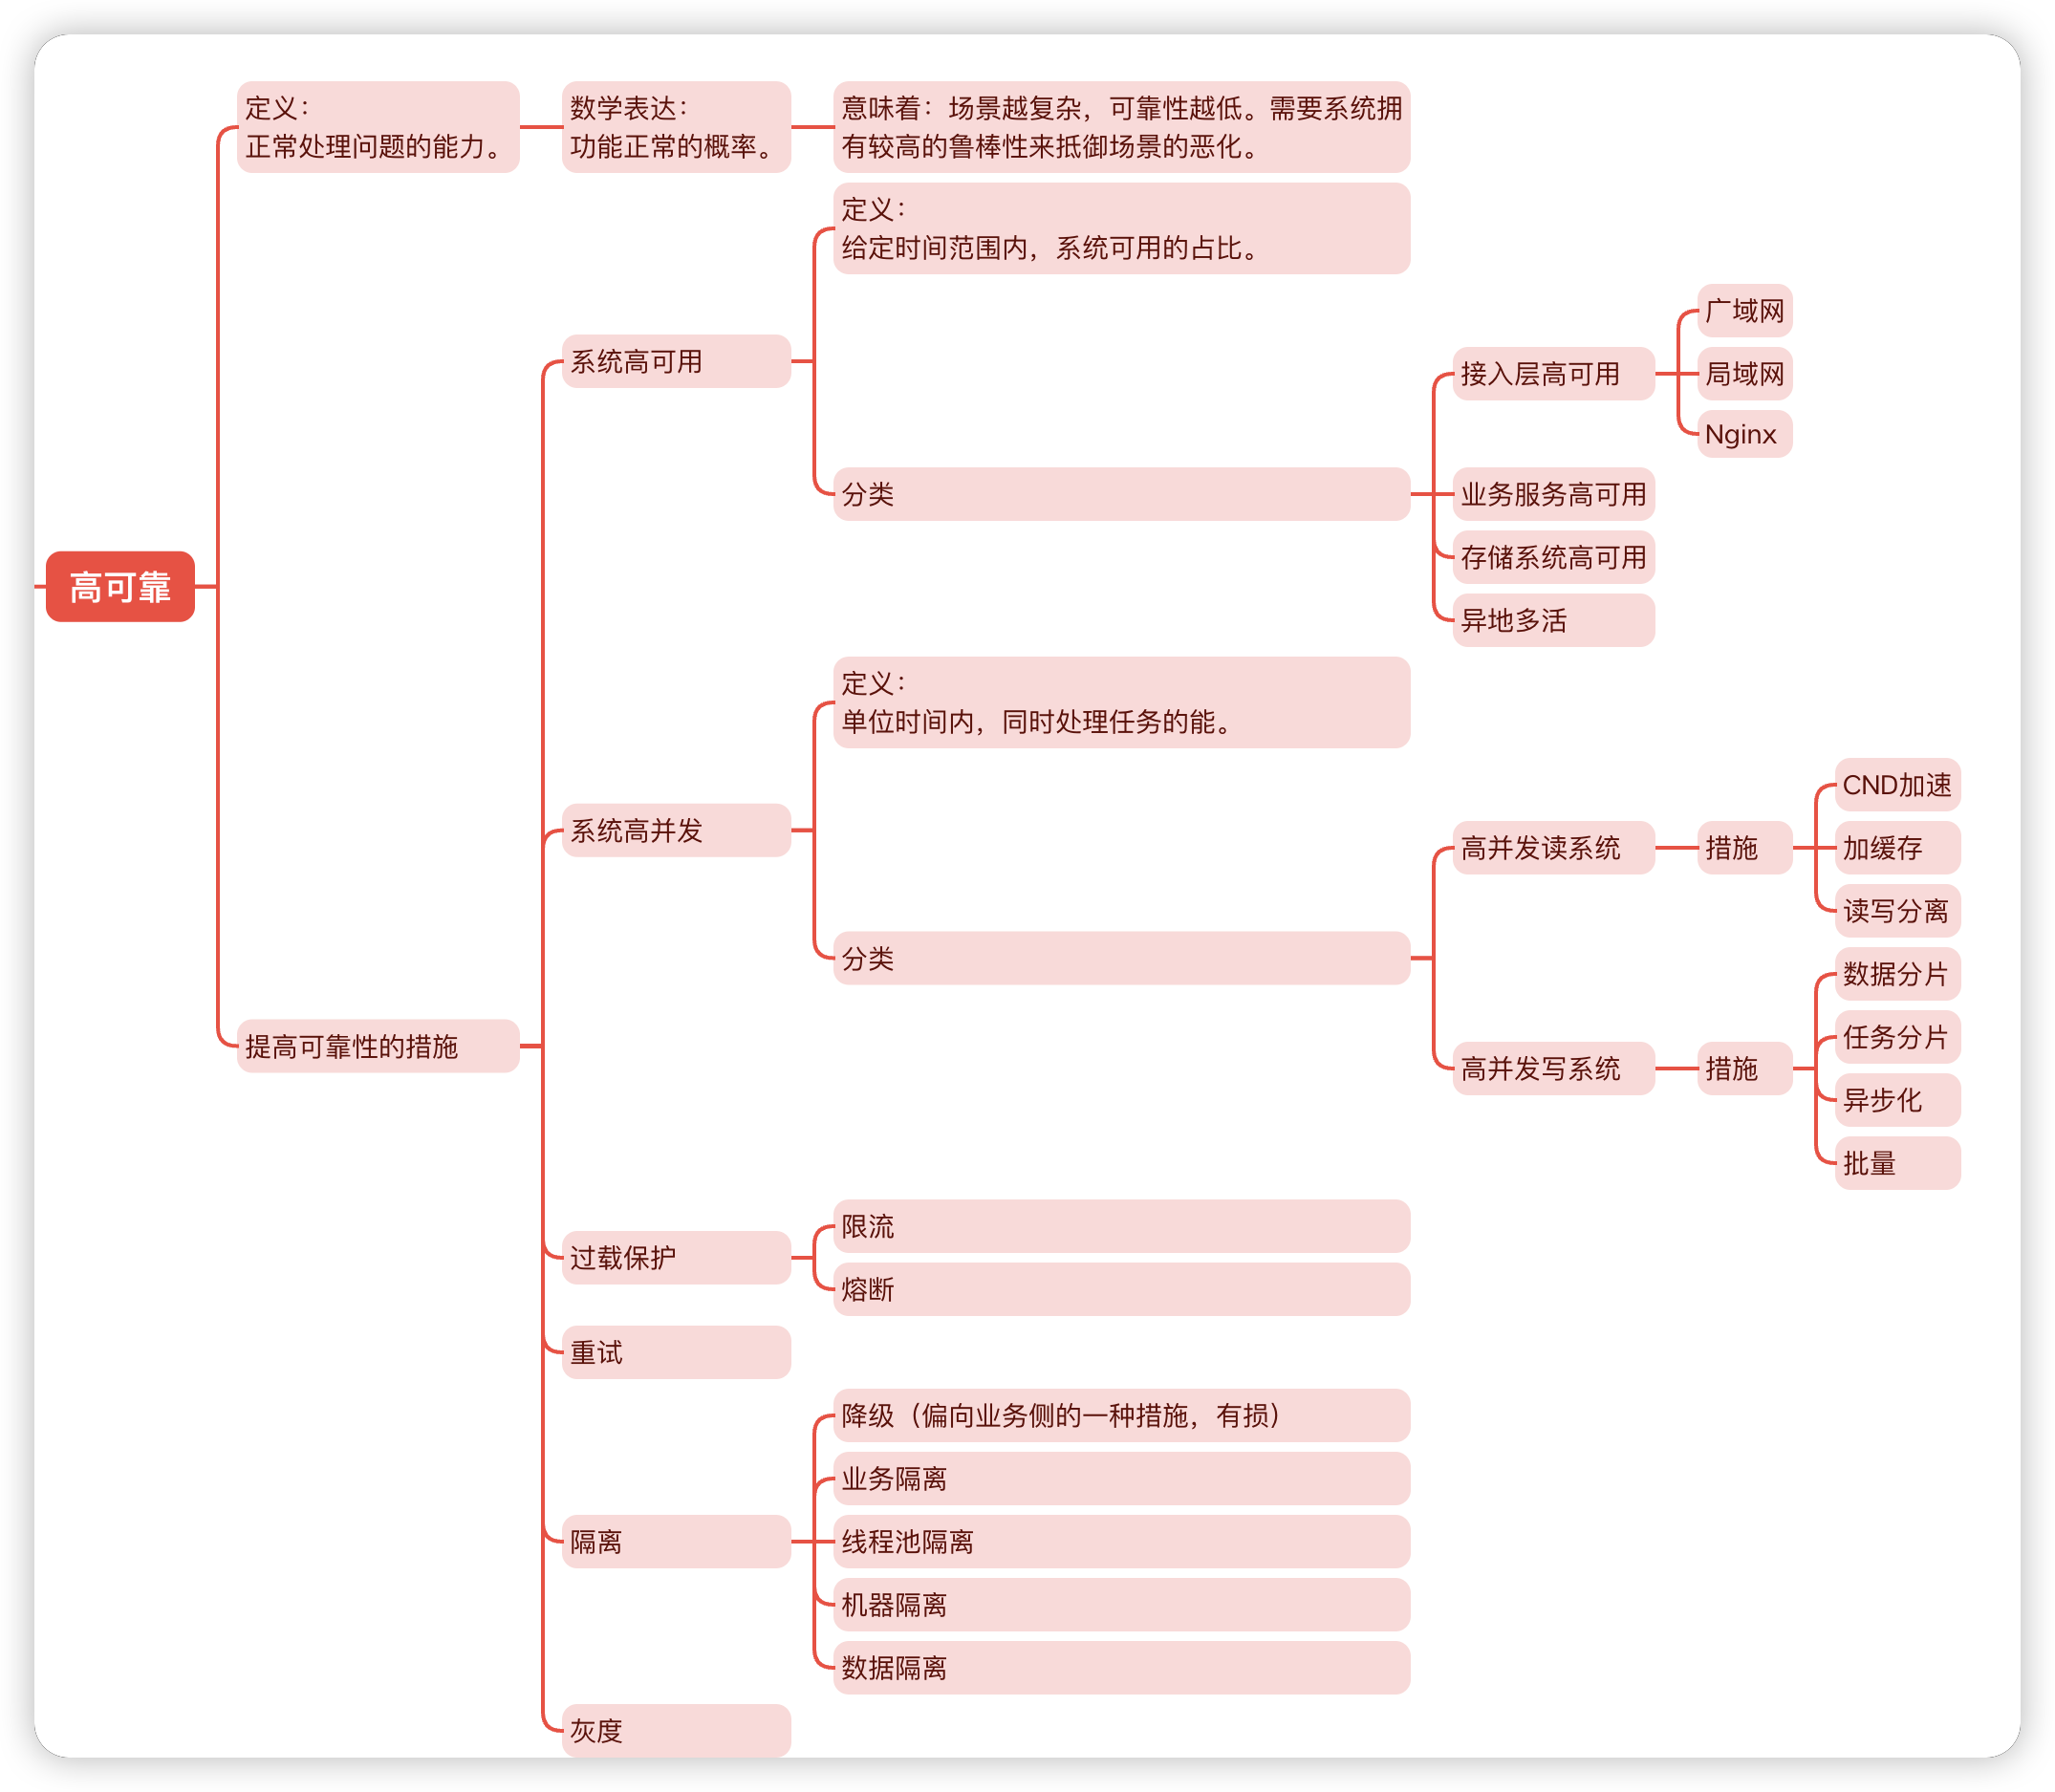 高可靠
定义：
正常处理问题的能力。
数学表达：
功能正常的概率。
意味着：场景越复杂，可靠性越低。需要系统拥
有较高的鲁棒性来抵御场景的恶化。
提高可靠性的措施
系统高可用
定义：
给定时间范围内，系统可用的占比。
分类
接入层高可用
广域网
局域网
Nginx
业务服务高可用
存储系统高可用
异地多活
系统高并发
定义：
单位时间内，同时处理任务的能。
分类
高并发读系统
措施
CND加速
加缓存
读写分离
高并发写系统
措施
数据分片
任务分片
异步化
批量
过载保护
限流
熔断
重试
隔离
降级（偏向业务侧的一种措施，有损）
业务隔离
线程池隔离
机器隔离
数据隔离
灰度